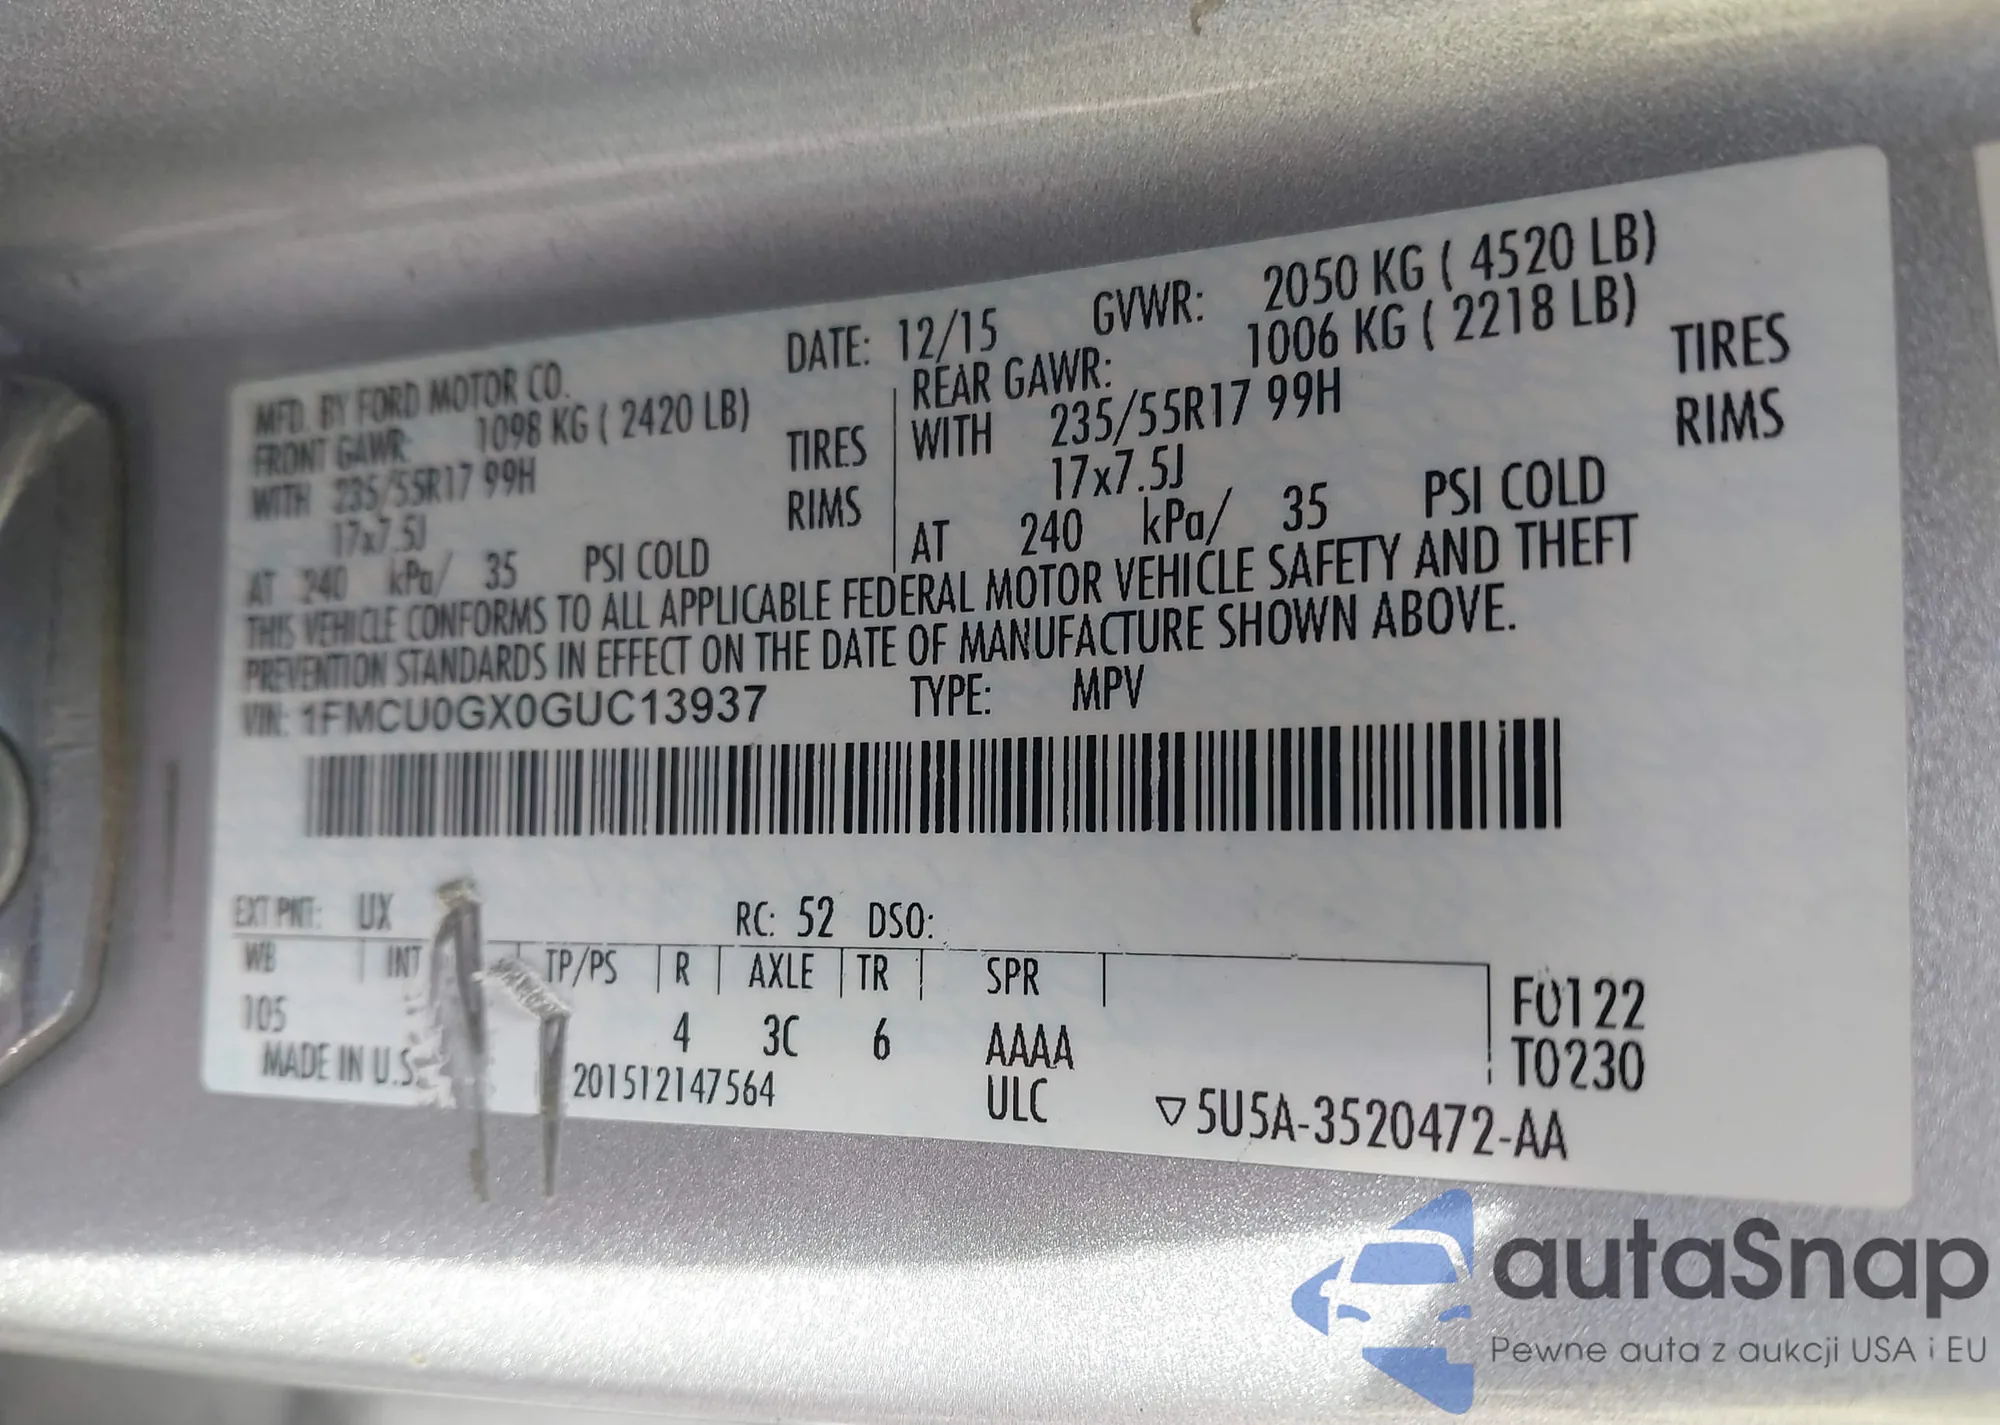 MFD. BY FORD MOTOR CO. DATE: 12/15 GVWR: 2050 KG ( 4520 LB)
FRONT GAWR: 1098 KG ( 2420 LB) REAR GAWR: 1006 KG ( 2218 LB)
WITH 235/55R17 99H TIRES WITH 235/55R17 99H TIRES
17x7.5J RIMS 17x7.5J RIMS
AT 240 kPa/ 35 PSI COLD AT 240 kPa/ 35 PSI COLD
THIS VEHICLE CONFORMS TO ALL APPLICABLE FEDERAL MOTOR VEHICLE SAFETY AND THEFT
PREVENTION STANDARDS IN EFFECT ON THE DATE OF MANUFACTURE SHOWN ABOVE.
VIN: 1FMCU0GX0GUC13937 TYPE: MPV
EXT PNT: UX RC: 52 DSO:
WB INT TP/PS R AXLE TR SPR F0122
105 4 3C 6 AAAA T0230
MADE IN U.S. 201512147564 ULC ▽5U5A-3520472-AA
autaSnap
Pewne auta z aukcji USA i EU